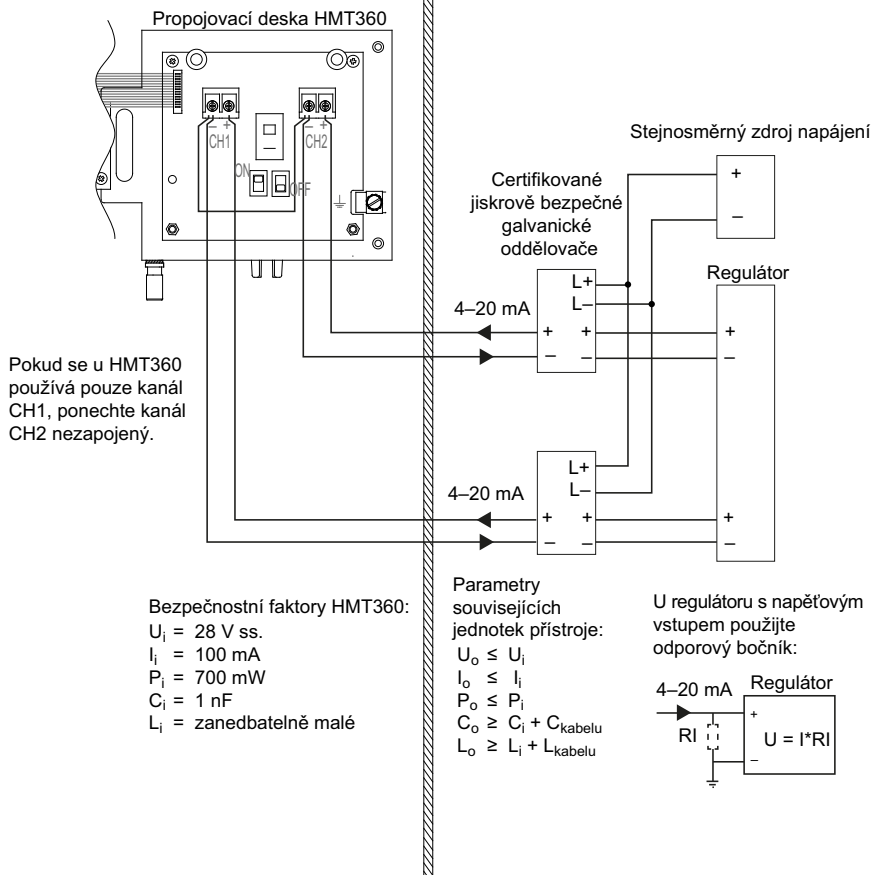 Propojovací deska HMT360
– +
CH1
– +
CH2
ON
OFF
Stejnosměrný zdroj napájení
+
–
Certifikované
jiskrově bezpečné
galvanické
oddělovače
Regulátor
L+
L–
4–20 mA
+ + +
– – –
Pokud se u HMT360
používá pouze kanál
CH1, ponechte kanál
CH2 nezapojený.
L+
L–
4–20 mA
+ + +
– – –
Bezpečnostní faktory HMT360:
Ui = 28 V ss.
Ii = 100 mA
Pi = 700 mW
Ci = 1 nF
Li = zanedbatelně malé
Parametry
souvisejících
jednotek přístroje:
Uo ≤ Ui
Io ≤ Ii
Po ≤ Pi
Co ≥ Ci + Ckabelu
Lo ≥ Li + Lkabelu
U regulátoru s napěťovým
vstupem použijte
odporový bočník:
4–20 mA
Regulátor
+
RI
U = I*RI
–